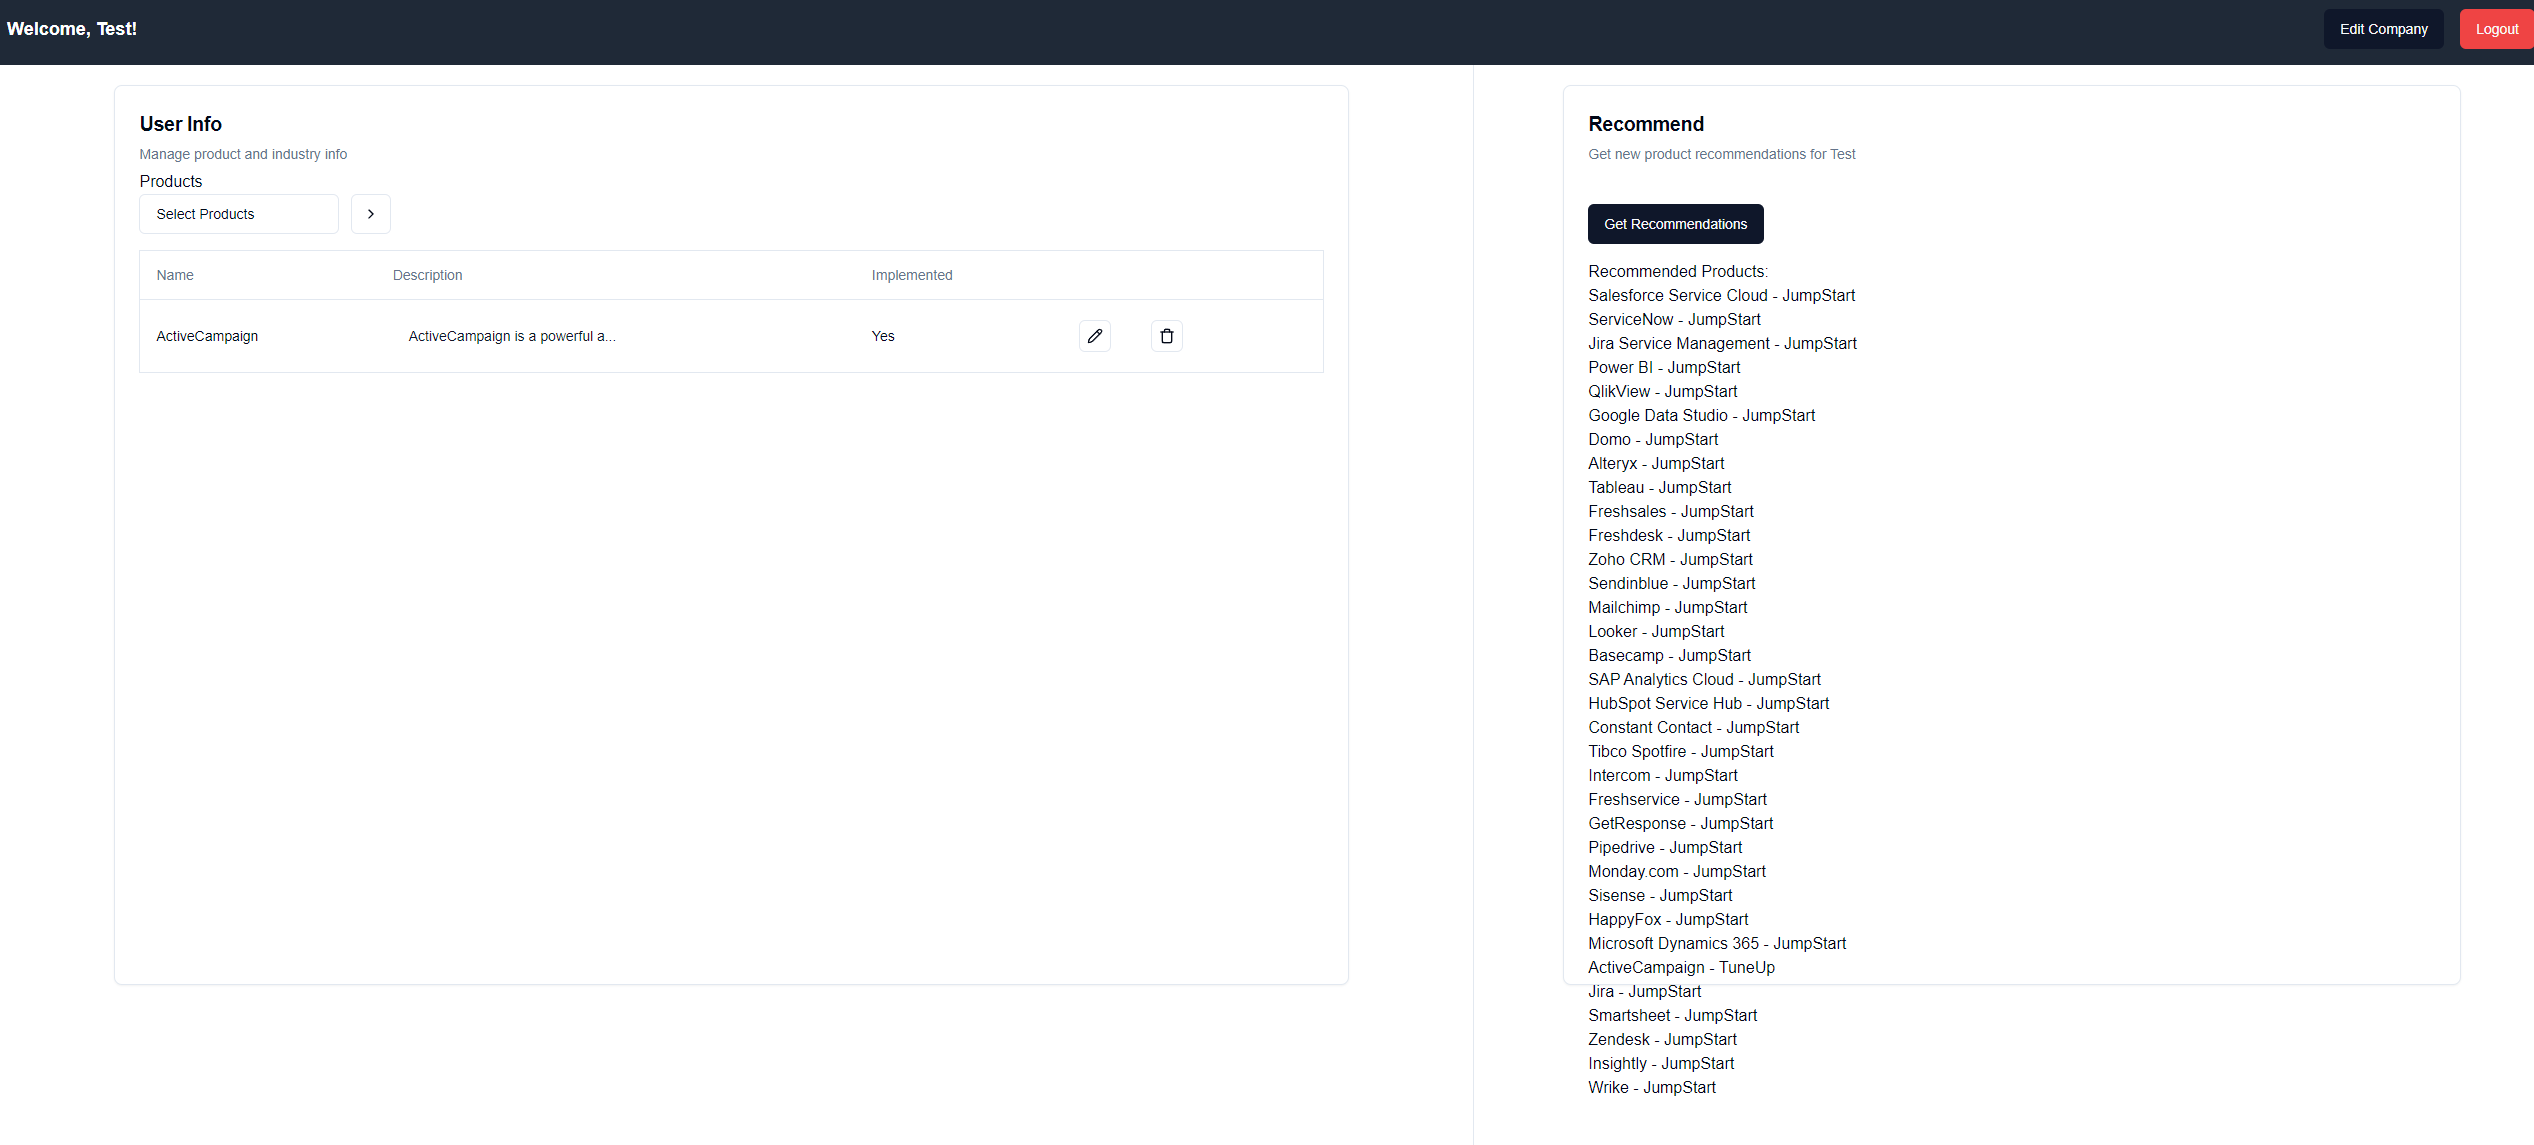 Welcome, Test!
Edit Company
Logout
User Info
Manage product and industry info
Products
Select Products
Name Description Implemented
ActiveCampaign ActiveCampaign is a powerful a... Yes
Recommend
Get new product recommendations for Test
Get Recommendations
Recommended Products:
Salesforce Service Cloud - JumpStart
ServiceNow - JumpStart
Jira Service Management - JumpStart
Power BI - JumpStart
QlikView - JumpStart
Google Data Studio - JumpStart
Domo - JumpStart
Alteryx - JumpStart
Tableau - JumpStart
Freshsales - JumpStart
Freshdesk - JumpStart
Zoho CRM - JumpStart
Sendinblue - JumpStart
Mailchimp - JumpStart
Looker - JumpStart
Basecamp - JumpStart
SAP Analytics Cloud - JumpStart
HubSpot Service Hub - JumpStart
Constant Contact - JumpStart
Tibco Spotfire - JumpStart
Intercom - JumpStart
Freshservice - JumpStart
GetResponse - JumpStart
Pipedrive - JumpStart
Monday.com - JumpStart
Sisense - JumpStart
HappyFox - JumpStart
Microsoft Dynamics 365 - JumpStart
ActiveCampaign - TuneUp
Jira - JumpStart
Smartsheet - JumpStart
Zendesk - JumpStart
Insightly - JumpStart
Wrike - JumpStart